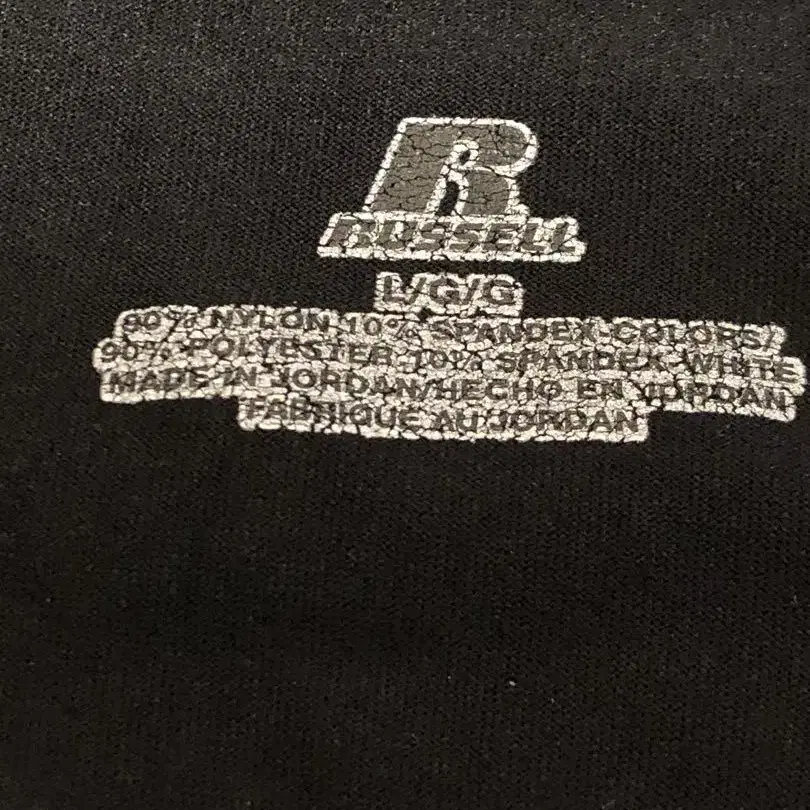 R
RUSSELL
L/G/G
90% NYLON 10% SPANDEX-COLORS/
90% POLYESTER 10% SPANDEX-WHITE
MADE IN JORDAN/HECHO EN JORDAN/
FABRIQUE AU JORDAN